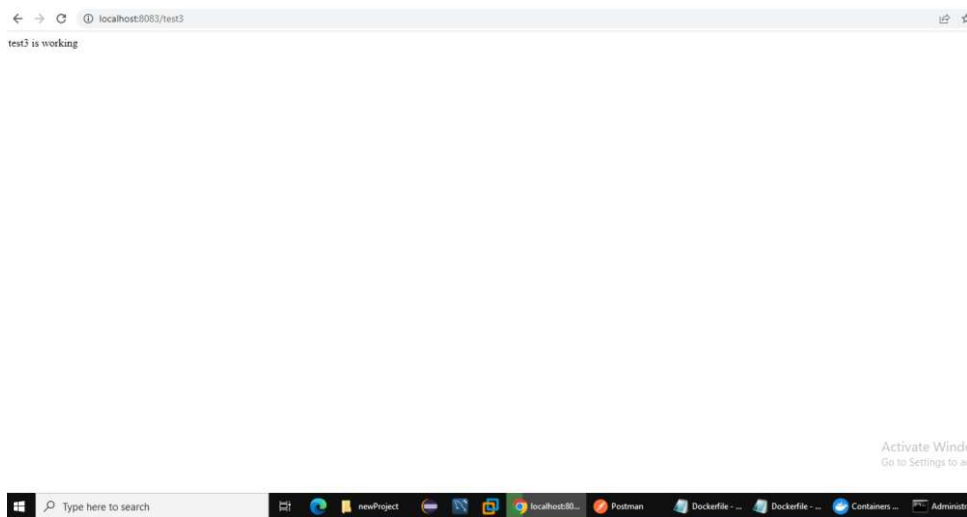 localhost:8083/test3
test3 is working
Activate Wind
Go to Settings to a
Type here to search
newProject
localhost:80...
Postman
Dockerfile - ...
Dockerfile - ...
Containers ...
Administr